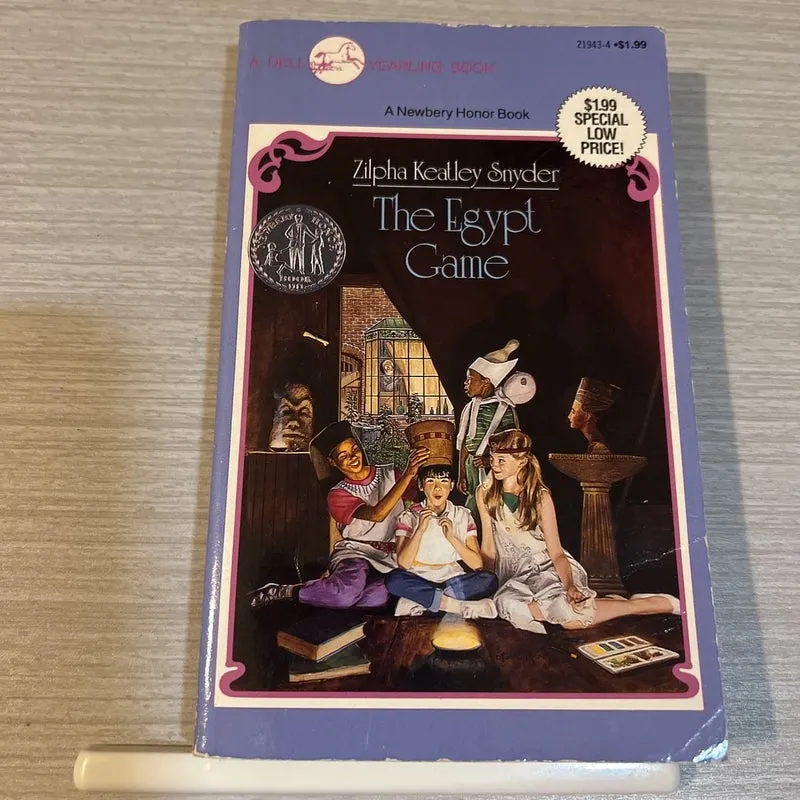 A DELL YEARLING BOOK
21943-4 • $1.99
A Newbery Honor Book
$1.99
SPECIAL
LOW
PRICE!
Zilpha Keatley Snyder
The Egypt
Game